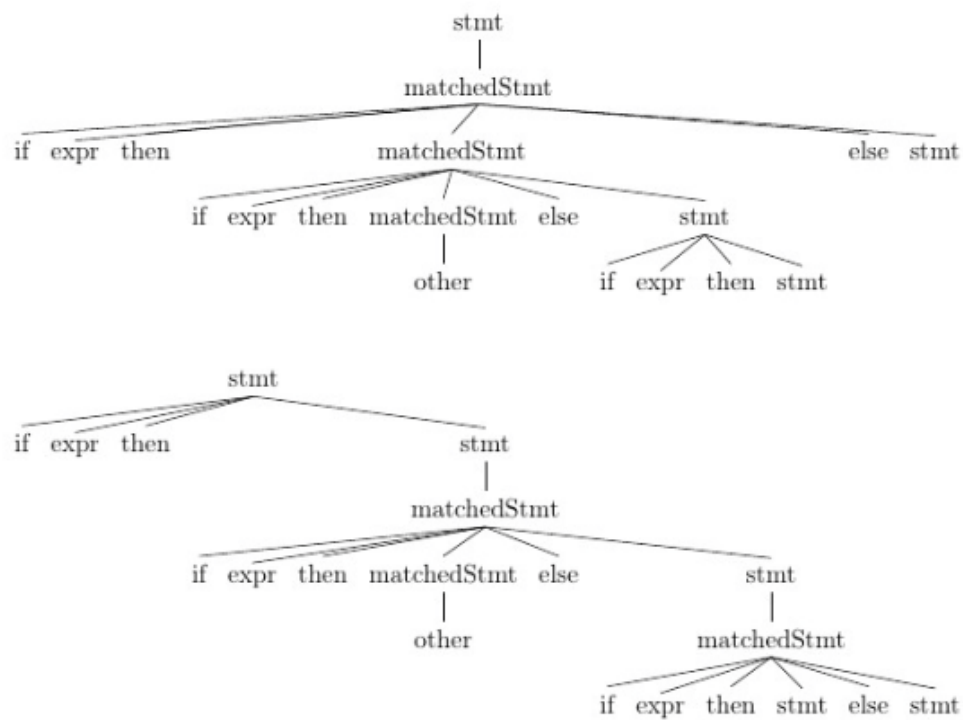 stmt
matchedStmt
if expr then matchedStmt else stmt
if expr then matchedStmt else stmt
other if expr then stmt
stmt
if expr then stmt
matchedStmt
if expr then matchedStmt else stmt
other matchedStmt
if expr then stmt else stmt